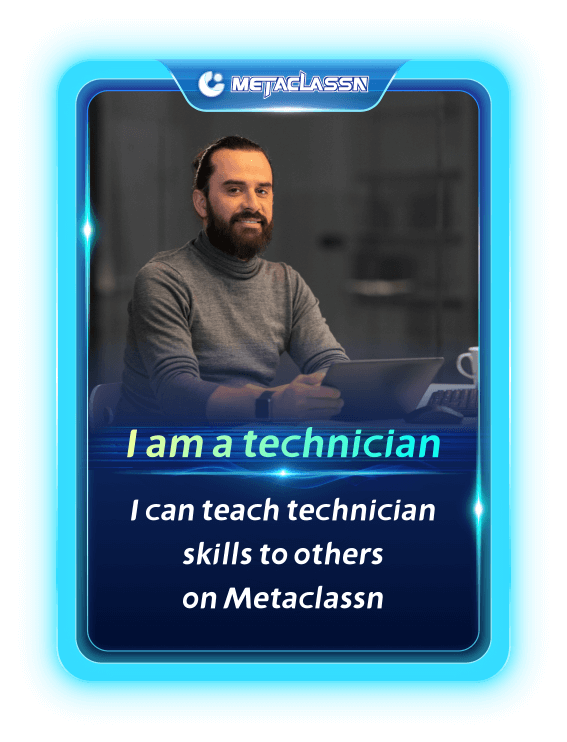 METACLASSN
I am a technician
I can teach technician
skills to others
on Metaclassn